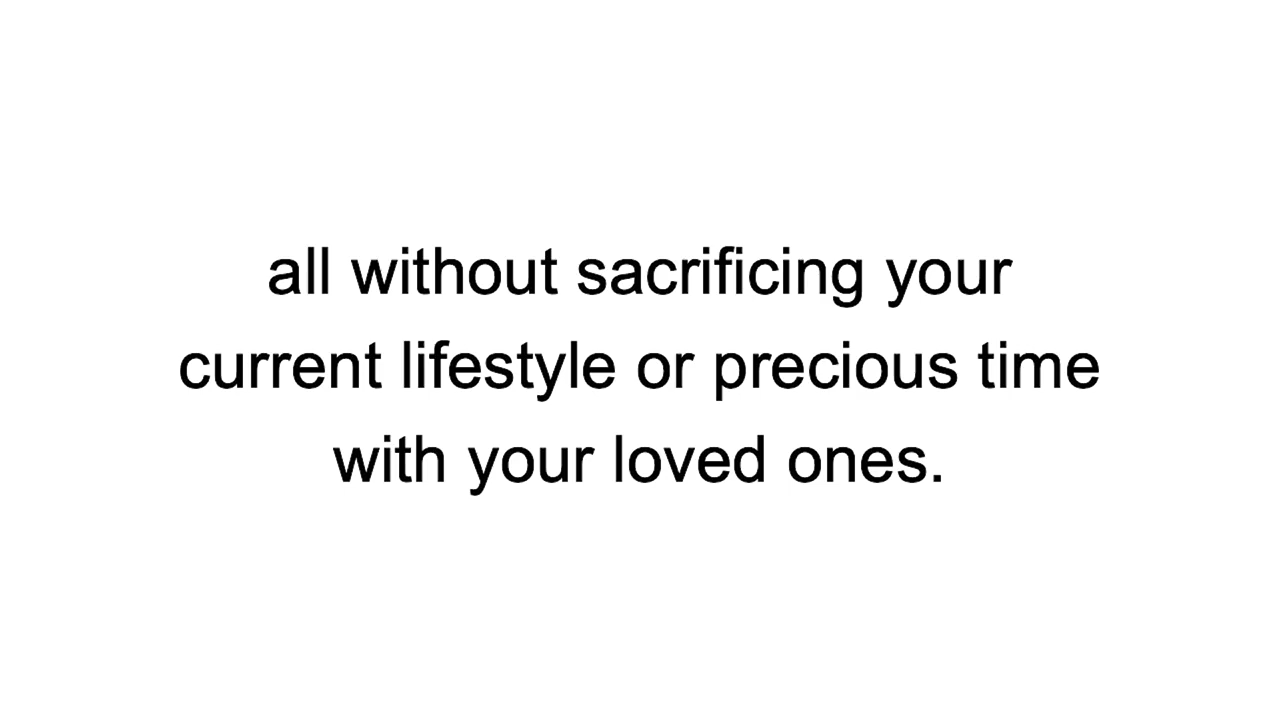 all without sacrificing your
current lifestyle or precious time
with your loved ones.